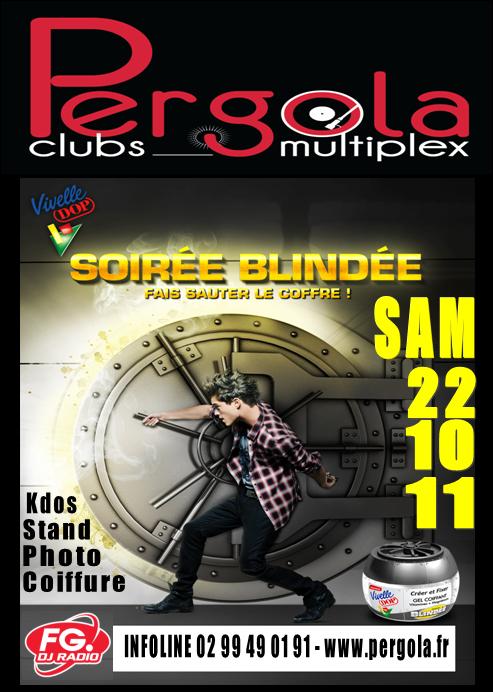 Pergola
clubs multiplex
Vivelle
DOP
SOIRÉE BLINDÉE
FAIS SAUTER LE COFFRE !
SAM
22
10
11
Kdos
Stand
Photo
Coiffure
Vivelle
DOP
Créer et Fixer
GEL COIFFANT
BLINDÉE
FG.
DJ RADIO
INFOLINE 02 99 49 01 91 - www.pergola.fr